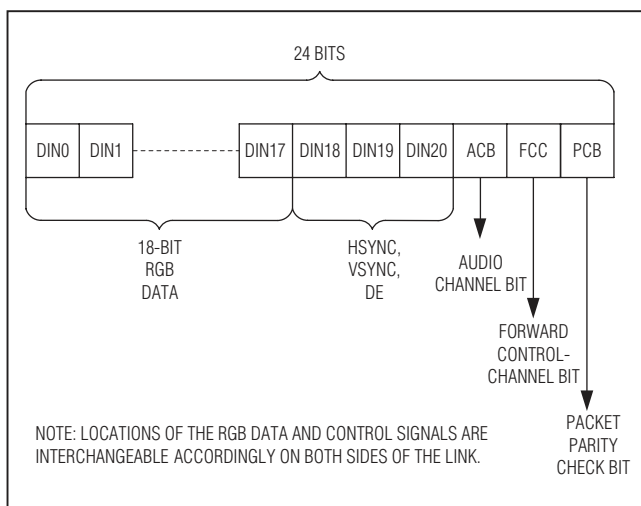 24 BITS
DIN0 DIN1 DIN17 DIN18 DIN19 DIN20 ACB FCC PCB
18-BIT
RGB
DATA
HSYNC,
VSYNC,
DE
AUDIO
CHANNEL BIT
FORWARD
CONTROL-
CHANNEL BIT
PACKET
PARITY
CHECK BIT
NOTE: LOCATIONS OF THE RGB DATA AND CONTROL SIGNALS ARE
INTERCHANGEABLE ACCORDINGLY ON BOTH SIDES OF THE LINK.